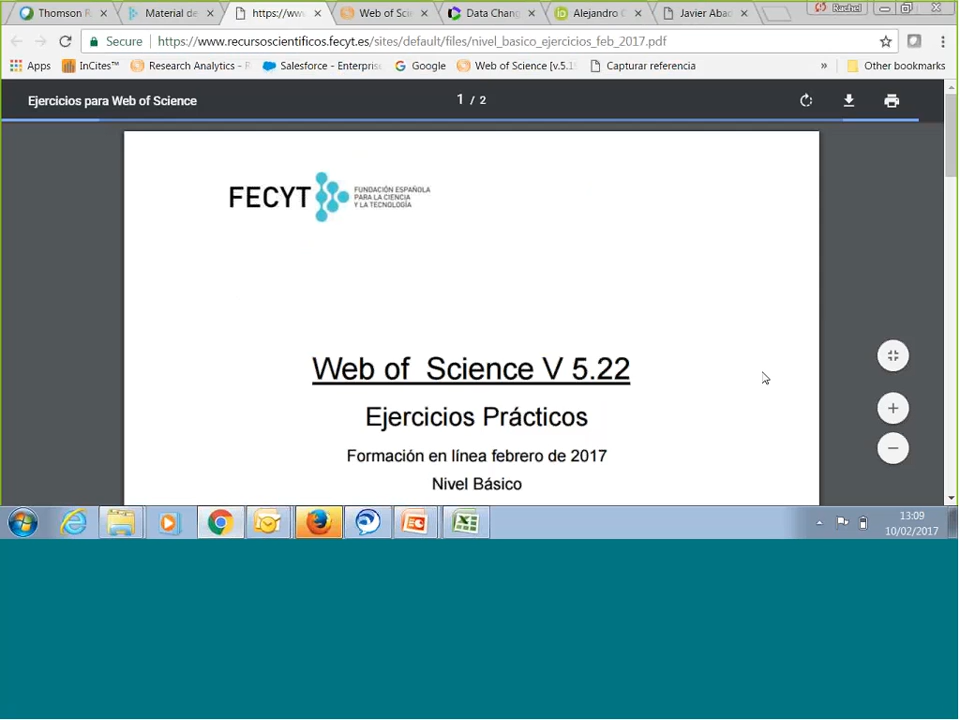 Thomson R
Material de
https://ww
Web of Sci
Data Chan
Alejandro C
Javier Aba
Rachel
Secure
https://www.recursoscientificos.fecyt.es/sites/default/files/nivel_basico_ejercicios_feb_2017.pdf
Apps
InCites™
Research Analytics -
Salesforce - Enterpris
Google
Web of Science [v.5.1
Capturar referencia
»
Other bookmarks
Ejercicios para Web of Science
1 / 2
FECYT
FUNDACIÓN ESPAÑOLA
PARA LA CIENCIA
Y LA TECNOLOGÍA
Web of Science V 5.22
Ejercicios Prácticos
Formación en línea febrero de 2017
Nivel Básico
13:09
10/02/2017